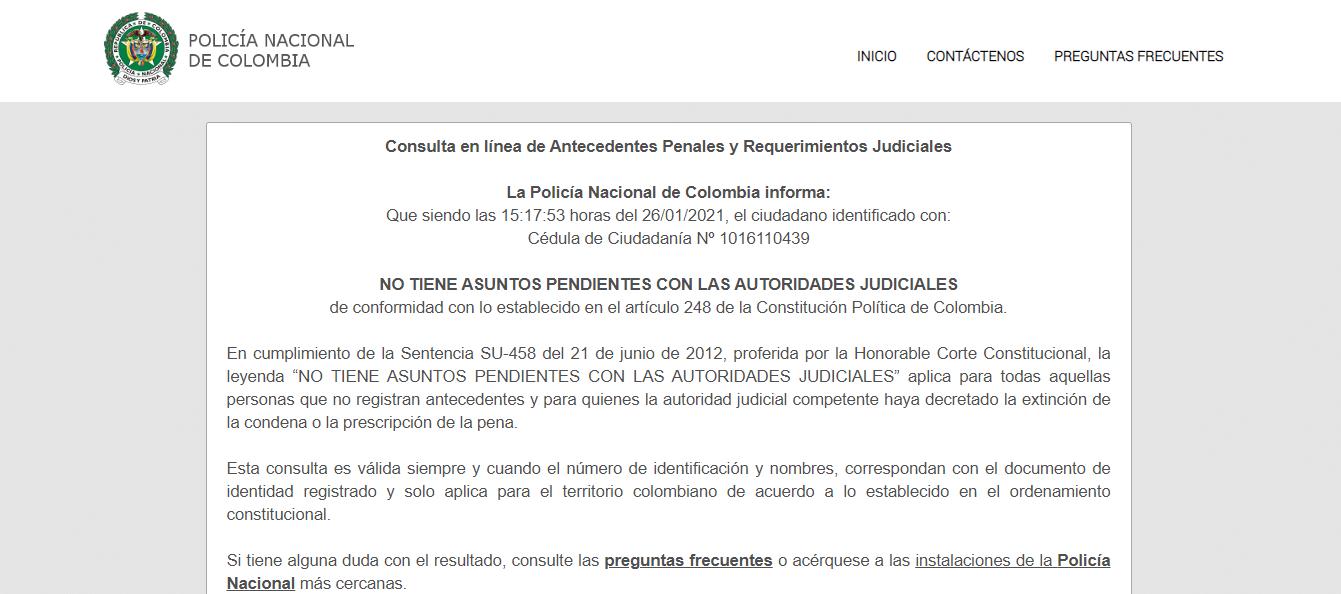 REPUBLICA DE COLOMBIA
POLICIA NACIONAL
DIOS Y PATRIA
POLICÍA NACIONAL
DE COLOMBIA
INICIO CONTÁCTENOS PREGUNTAS FRECUENTES
Consulta en línea de Antecedentes Penales y Requerimientos Judiciales
La Policía Nacional de Colombia informa:
Que siendo las 15:17:53 horas del 26/01/2021, el ciudadano identificado con:
Cédula de Ciudadanía Nº 1016110439
NO TIENE ASUNTOS PENDIENTES CON LAS AUTORIDADES JUDICIALES
de conformidad con lo establecido en el artículo 248 de la Constitución Política de Colombia.
En cumplimiento de la Sentencia SU-458 del 21 de junio de 2012, proferida por la Honorable Corte Constitucional, la
leyenda “NO TIENE ASUNTOS PENDIENTES CON LAS AUTORIDADES JUDICIALES” aplica para todas aquellas
personas que no registran antecedentes y para quienes la autoridad judicial competente haya decretado la extinción de
la condena o la prescripción de la pena.
Esta consulta es válida siempre y cuando el número de identificación y nombres, correspondan con el documento de
identidad registrado y solo aplica para el territorio colombiano de acuerdo a lo establecido en el ordenamiento
constitucional.
Si tiene alguna duda con el resultado, consulte las preguntas frecuentes o acérquese a las instalaciones de la Policía
Nacional más cercanas.